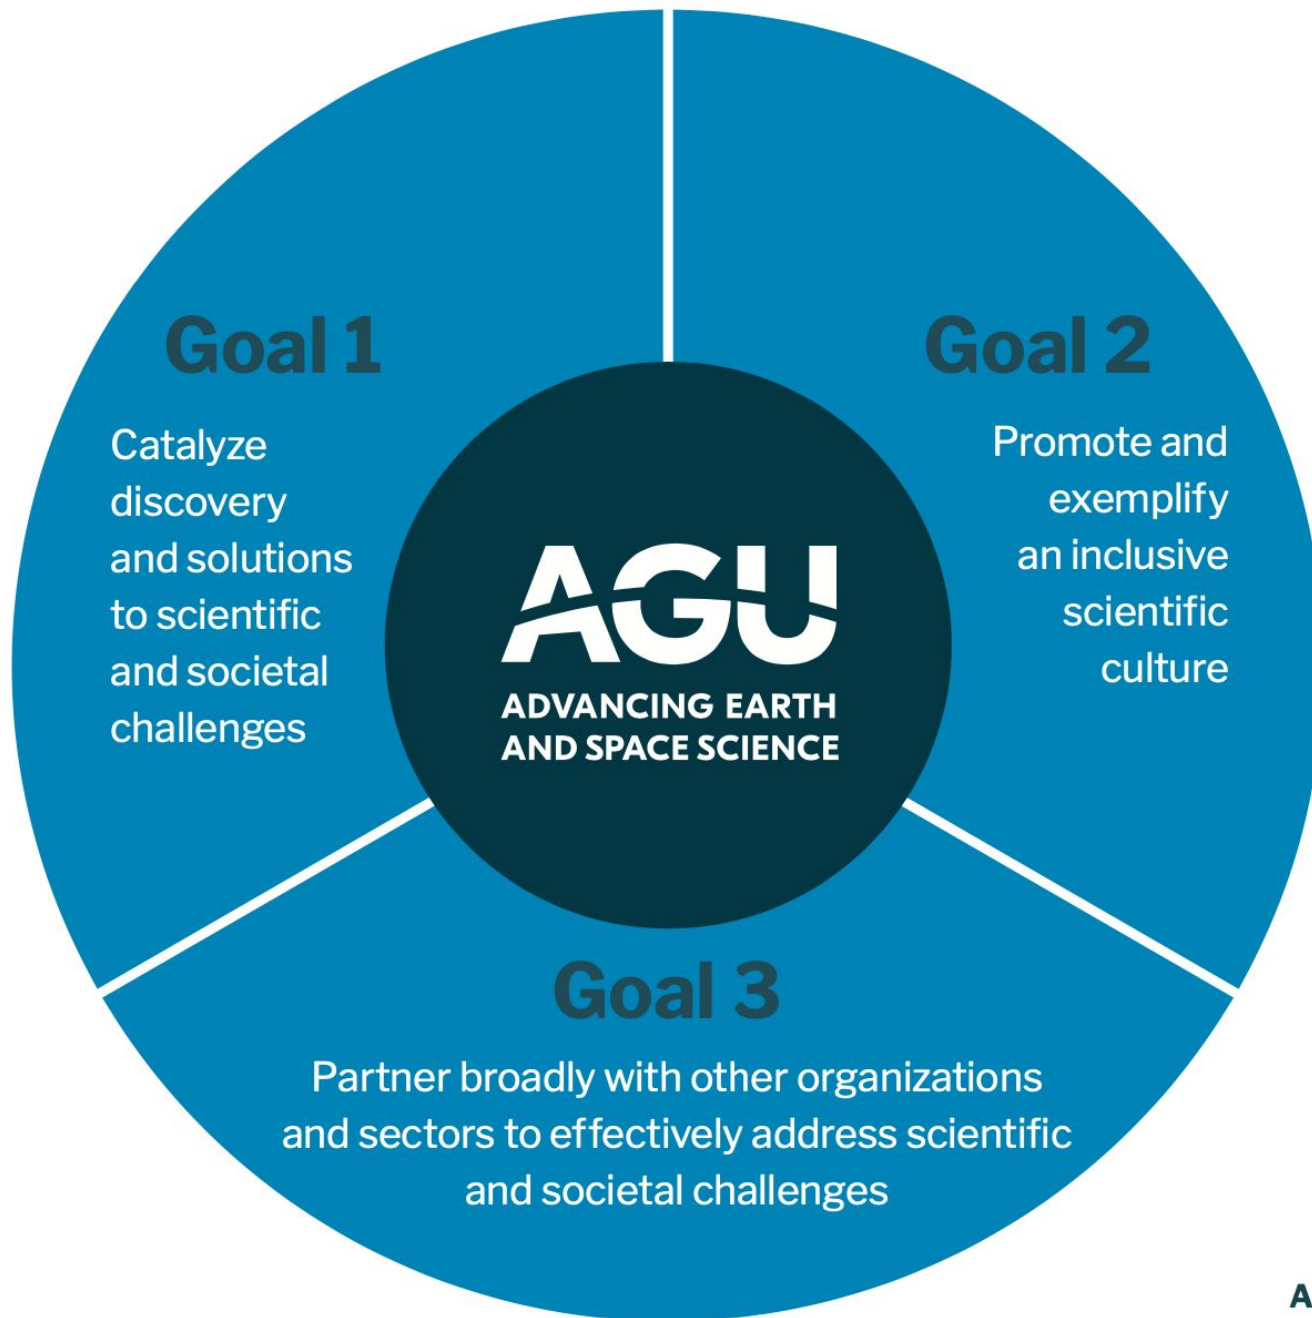 Goal 1
Catalyze
discovery
and solutions
to scientific
and societal
challenges
Goal 2
Promote and
exemplify
an inclusive
scientific
culture
AGU
ADVANCING EARTH
AND SPACE SCIENCE
Goal 3
Partner broadly with other organizations
and sectors to effectively address scientific
and societal challenges
A